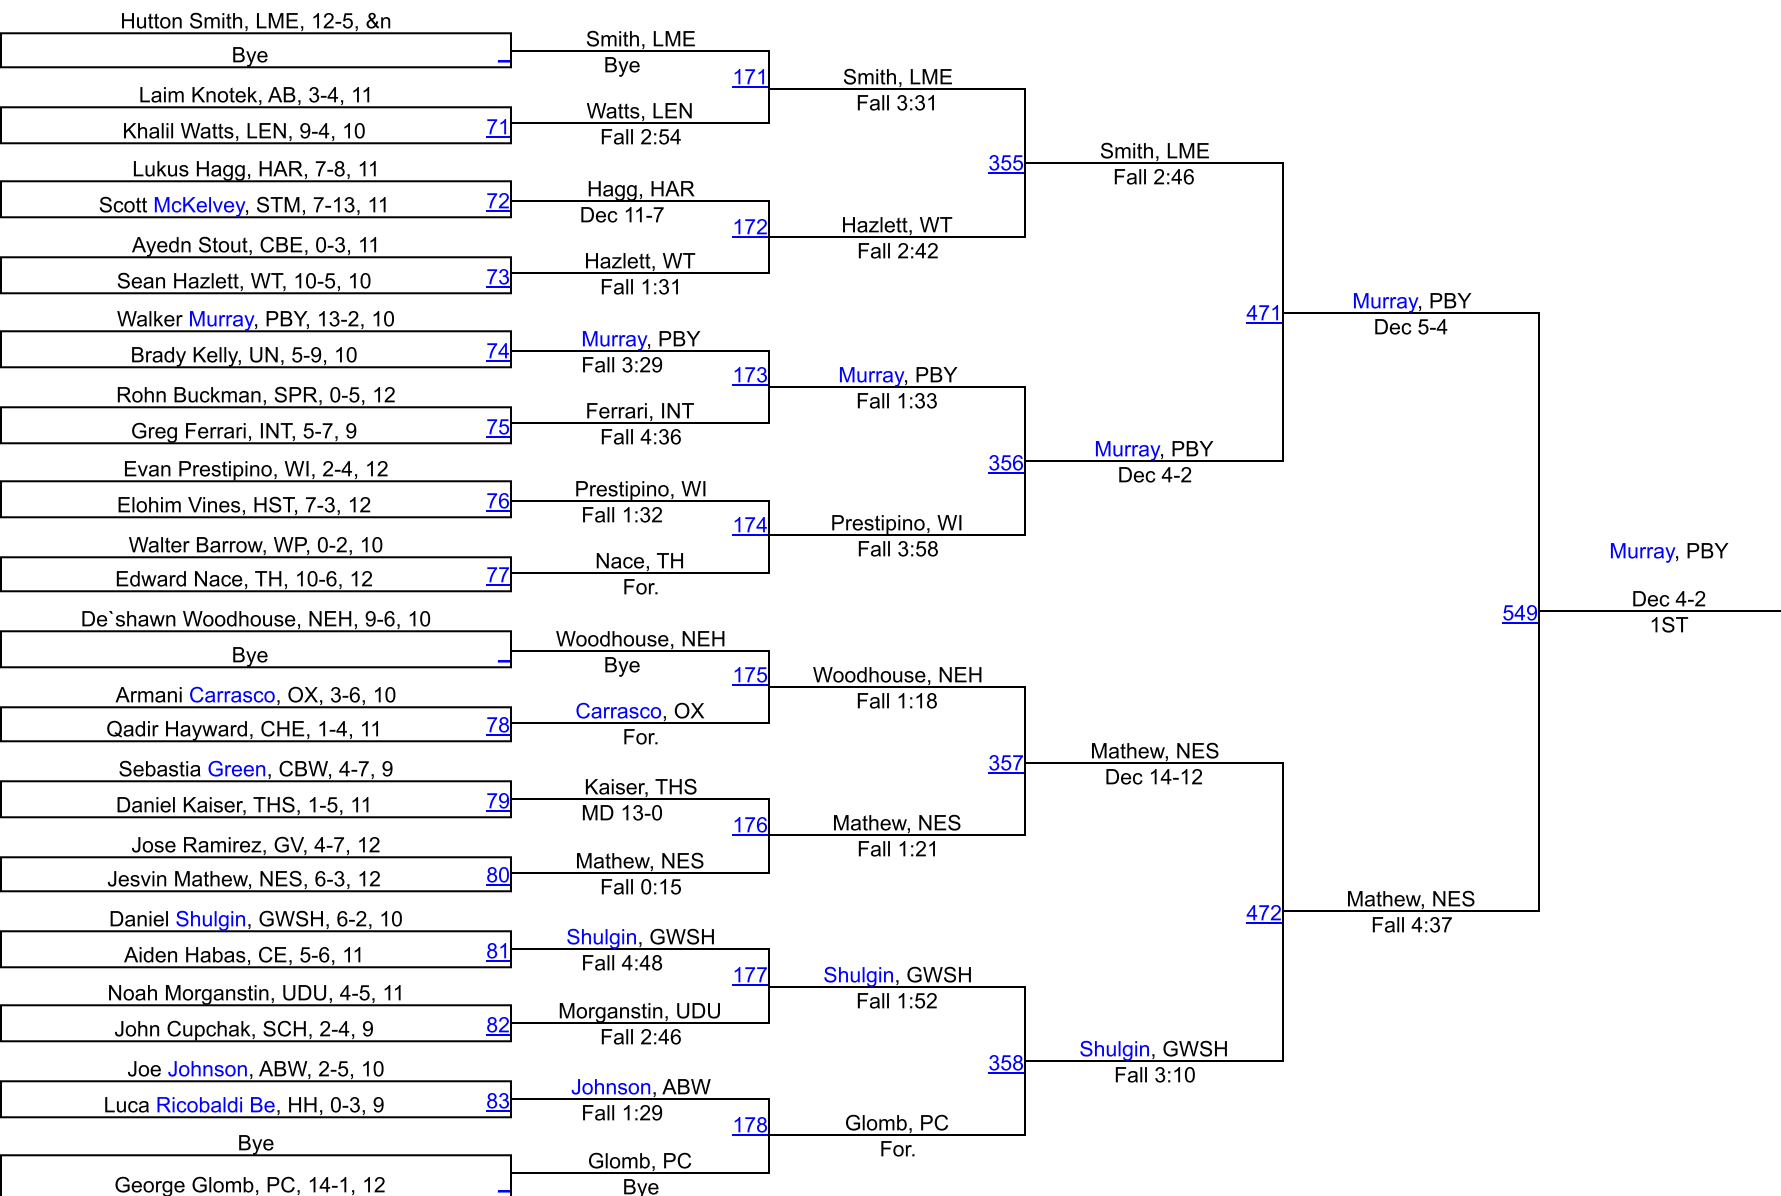 Hutton Smith, LME, 12-5, &n
Bye
Laim Knotek, AB, 3-4, 11
Khalil Watts, LEN, 9-4, 10
71
Lukus Hagg, HAR, 7-8, 11
Scott McKelvey, STM, 7-13, 11
72
Ayedn Stout, CBE, 0-3, 11
Sean Hazlett, WT, 10-5, 10
73
Walker Murray, PBY, 13-2, 10
Brady Kelly, UN, 5-9, 10
74
Rohn Buckman, SPR, 0-5, 12
Greg Ferrari, INT, 5-7, 9
75
Evan Prestipino, WI, 2-4, 12
Elohim Vines, HST, 7-3, 12
76
Walter Barrow, WP, 0-2, 10
Edward Nace, TH, 10-6, 12
77
De`shawn Woodhouse, NEH, 9-6, 10
Bye
Armani Carrasco, OX, 3-6, 10
Qadir Hayward, CHE, 1-4, 11
78
Sebastia Green, CBW, 4-7, 9
Daniel Kaiser, THS, 1-5, 11
79
Jose Ramirez, GV, 4-7, 12
Jesvin Mathew, NES, 6-3, 12
80
Daniel Shulgin, GWSH, 6-2, 10
Aiden Habas, CE, 5-6, 11
81
Noah Morganstin, UDU, 4-5, 11
John Cupchak, SCH, 2-4, 9
82
Joe Johnson, ABW, 2-5, 10
Luca Ricobaldi Be, HH, 0-3, 9
83
Bye
George Glomb, PC, 14-1, 12
Smith, LME
Bye
171
Watts, LEN
Fall 2:54
Hagg, HAR
Dec 11-7
172
Hazlett, WT
Fall 1:31
Murray, PBY
Fall 3:29
173
Ferrari, INT
Fall 4:36
Prestipino, WI
Fall 1:32
174
Nace, TH
For.
Woodhouse, NEH
Bye
175
Carrasco, OX
For.
Kaiser, THS
MD 13-0
176
Mathew, NES
Fall 0:15
Shulgin, GWSH
Fall 4:48
177
Morganstin, UDU
Fall 2:46
Johnson, ABW
Fall 1:29
178
Glomb, PC
Bye
Smith, LME
Fall 3:31
355
Hazlett, WT
Fall 2:42
Murray, PBY
Fall 1:33
356
Prestipino, WI
Fall 3:58
Woodhouse, NEH
Fall 1:18
357
Mathew, NES
Fall 1:21
Shulgin, GWSH
Fall 1:52
358
Glomb, PC
For.
Smith, LME
Fall 2:46
471
Murray, PBY
Dec 4-2
Mathew, NES
Dec 14-12
472
Shulgin, GWSH
Fall 3:10
Murray, PBY
Dec 5-4
549
Mathew, NES
Fall 4:37
Murray, PBY
Dec 4-2
1ST